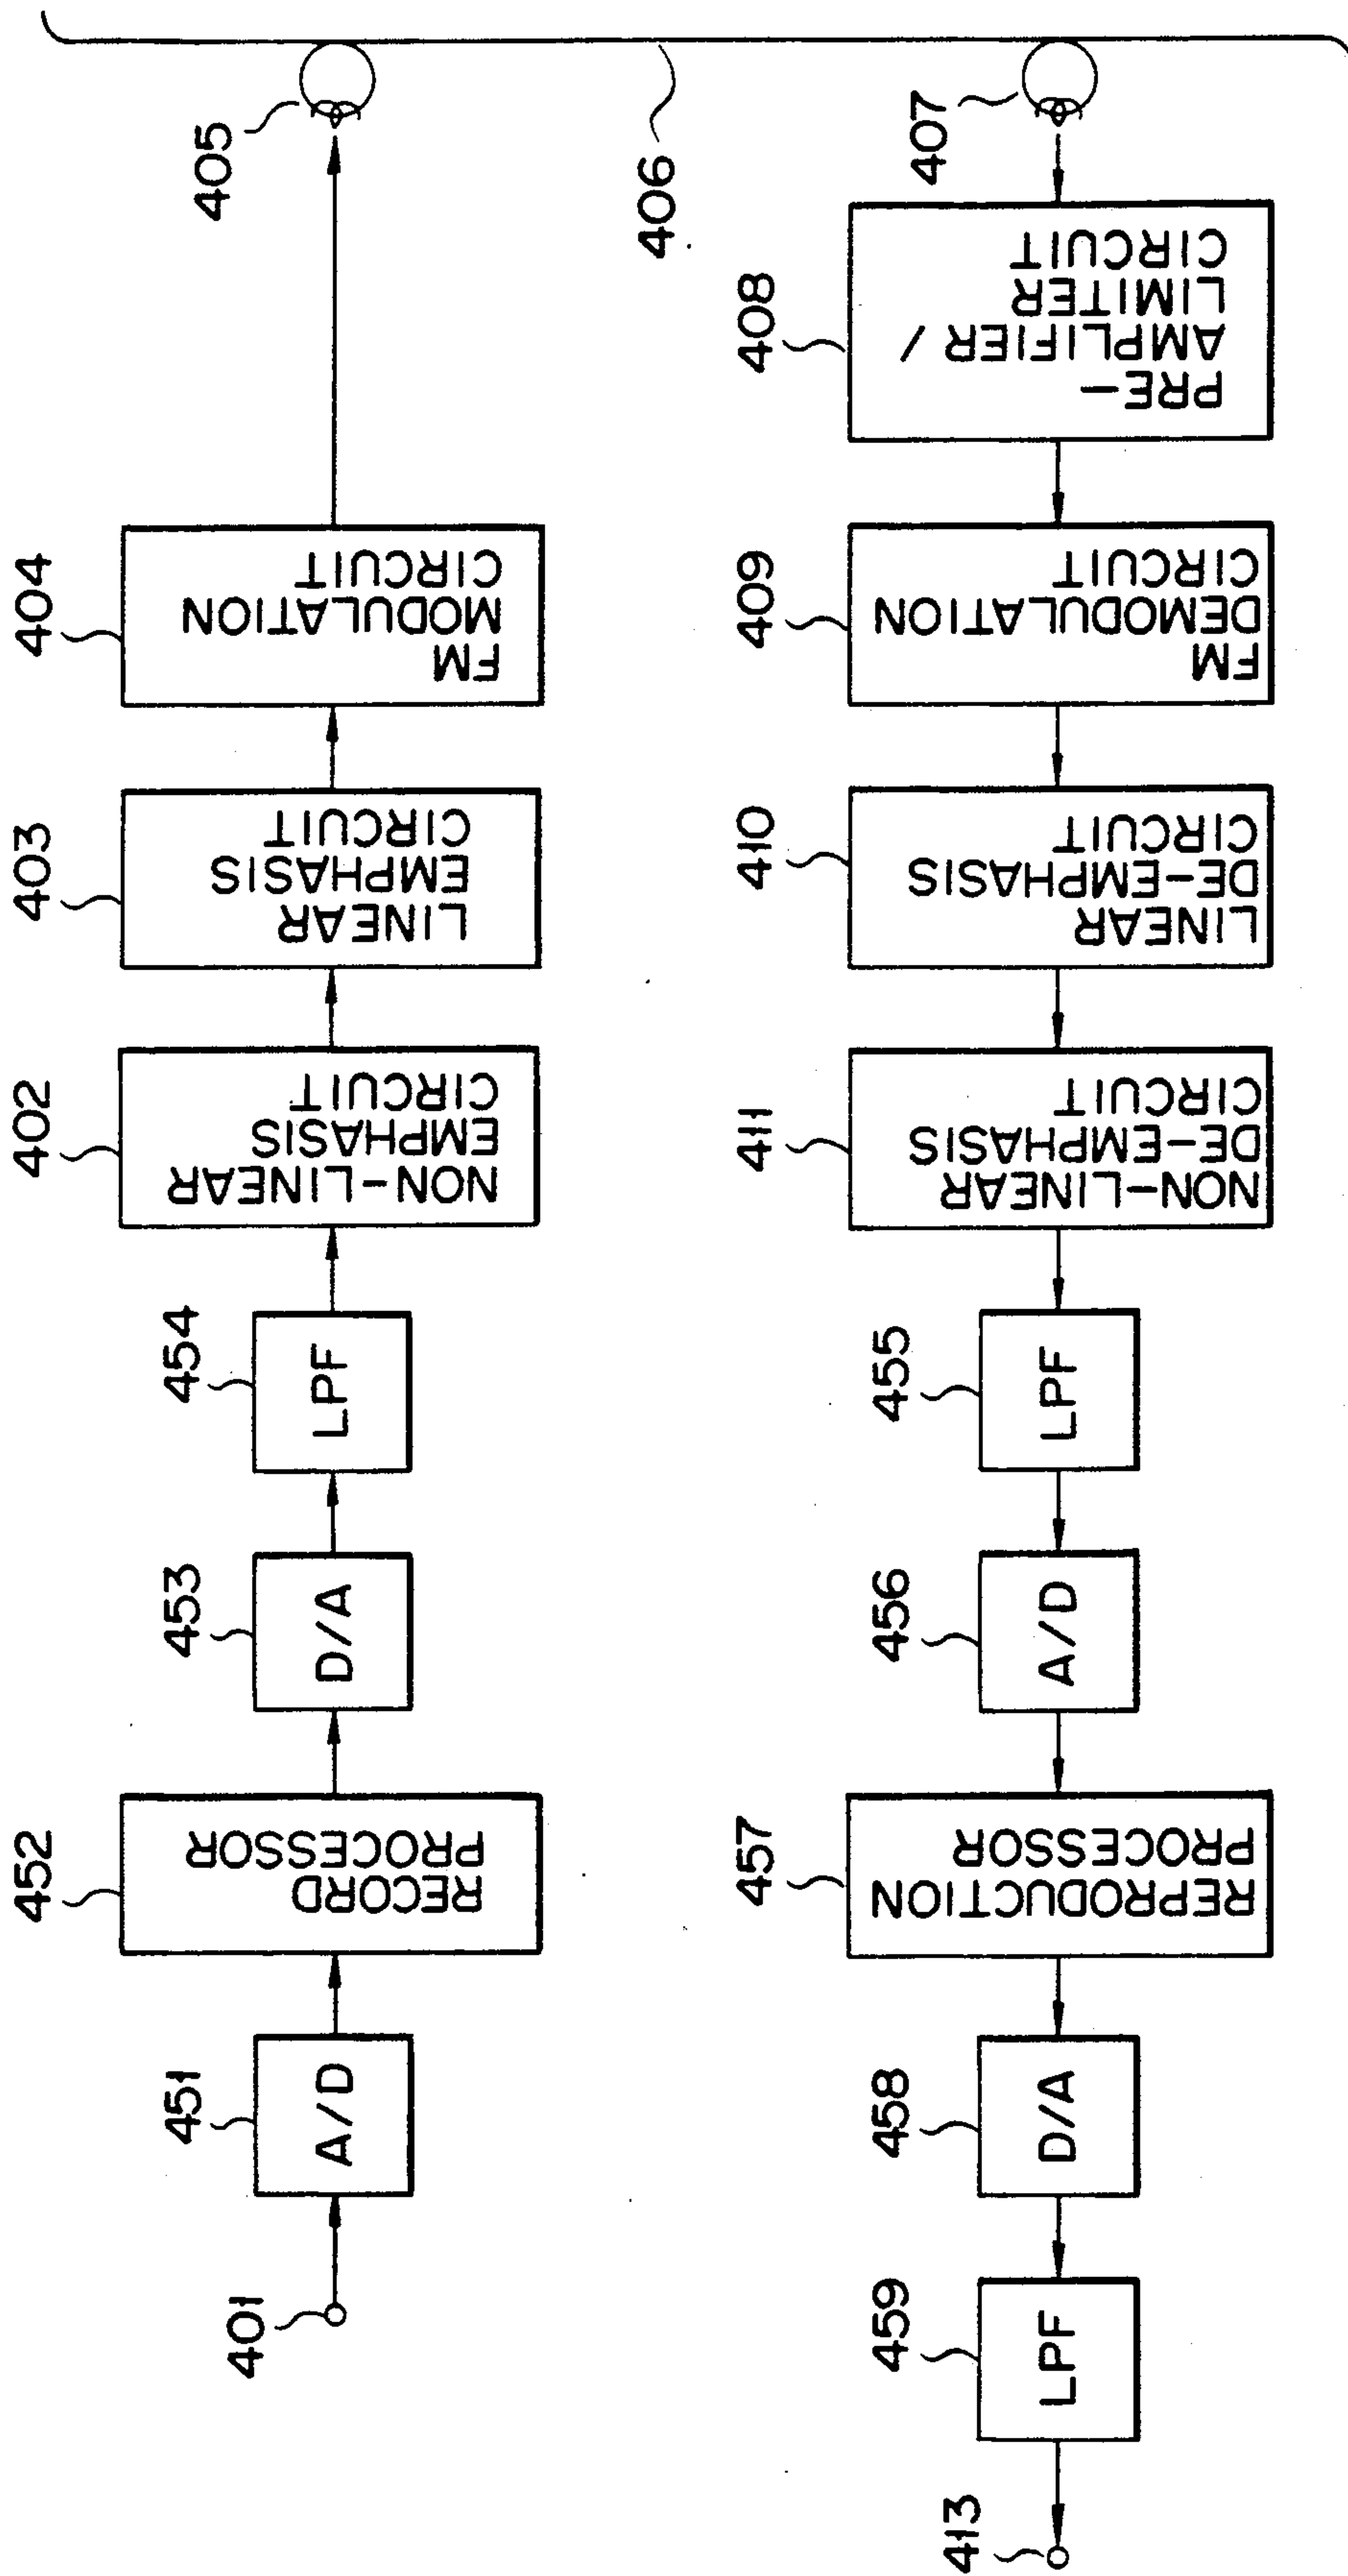 401
451
A/D
452
RECORD
PROCESSOR
453
D/A
454
LPF
402
NON-LINEAR
EMPHASIS
CIRCUIT
403
LINEAR
EMPHASIS
CIRCUIT
404
FM
MODULATION
CIRCUIT
405
406
407
408
PRE-
AMPLIFIER /
LIMITER
CIRCUIT
409
FM
DEMODULATION
CIRCUIT
410
LINEAR
DE-EMPHASIS
CIRCUIT
411
NON-LINEAR
DE-EMPHASIS
CIRCUIT
455
LPF
456
A/D
457
REPRODUCTION
PROCESSOR
458
D/A
459
LPF
413